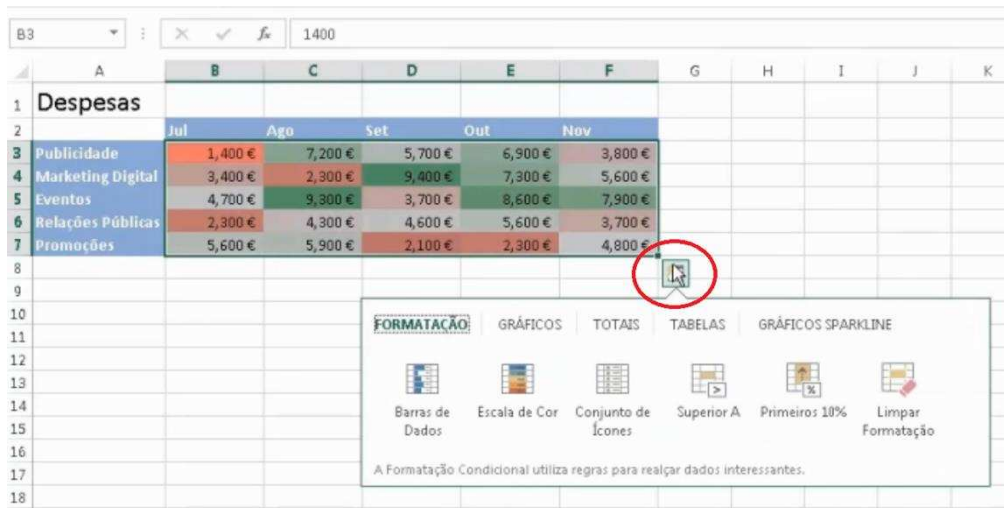 B3 fx 1400
A B C D E F G H I J K
1 Despesas
2 Jul Ago Set Out Nov
3 Publicidade 1,400 € 7,200 € 5,700 € 6,900 € 3,800 €
4 Marketing Digital 3,400 € 2,300 € 9,400 € 7,300 € 5,600 €
5 Eventos 4,700 € 9,300 € 3,700 € 8,600 € 7,900 €
6 Relações Públicas 2,300 € 4,300 € 4,600 € 5,600 € 3,700 €
7 Promoções 5,600 € 5,900 € 2,100 € 2,300 € 4,800 €
8
9
10
11
12
13
14
15
16
17
18
FORMATAÇÃO GRÁFICOS TOTAIS TABELAS GRÁFICOS SPARKLINE
Barras de Dados
Escala de Cor
Conjunto de Ícones
Superior A
Primeiros 10%
Limpar Formatação
A Formatação Condicional utiliza regras para realçar dados interessantes.